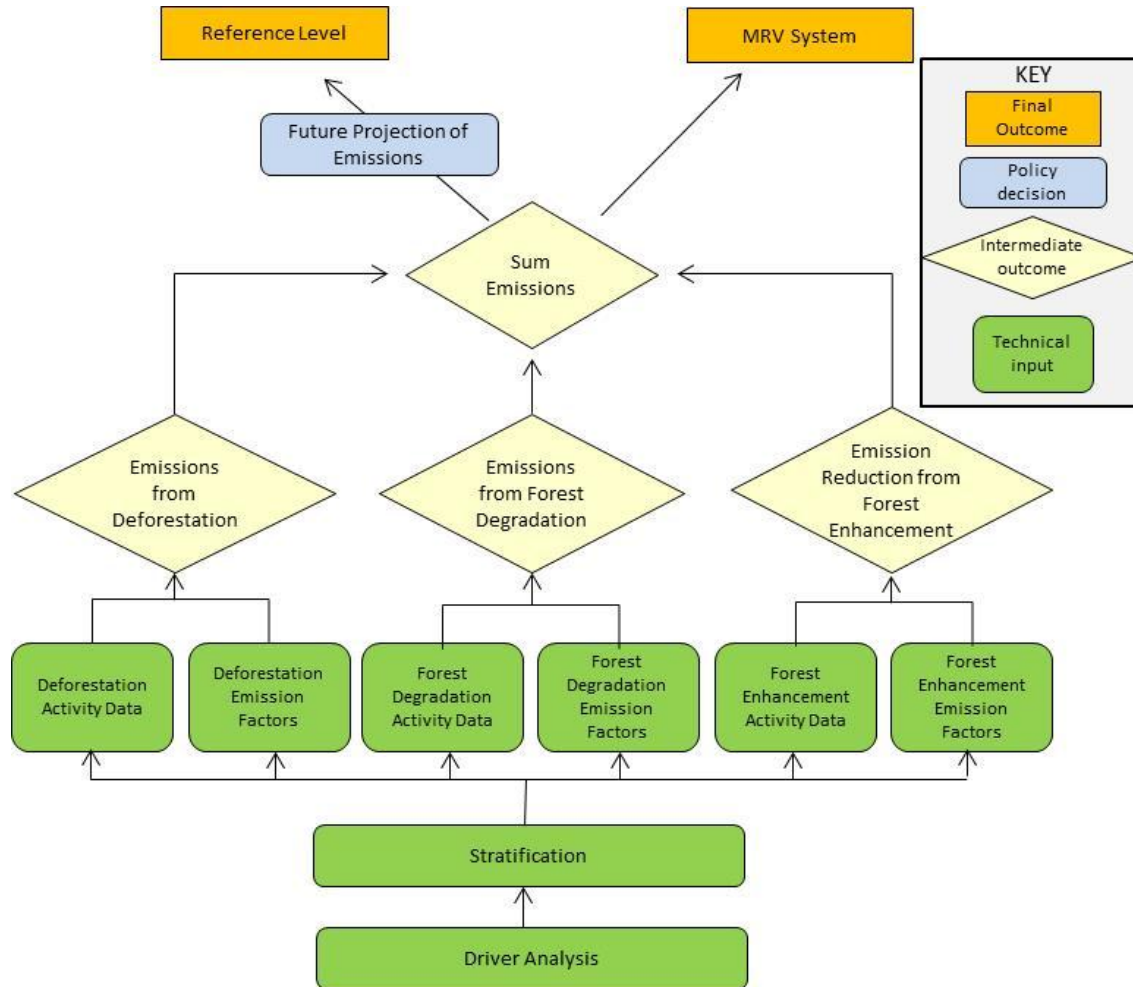 Reference Level
MRV System
KEY
Final
Outcome
Policy
decision
Intermediate
outcome
Technical
input
Future Projection of
Emissions
Sum
Emissions
Emissions
from
Deforestation
Emissions
from Forest
Degradation
Emission
Reduction from
Forest
Enhancement
Deforestation
Activity Data
Deforestation
Emission
Factors
Forest
Degradation
Activity Data
Forest
Degradation
Emission
Factors
Forest
Enhancement
Activity Data
Forest
Enhancement
Emission
Factors
Stratification
Driver Analysis